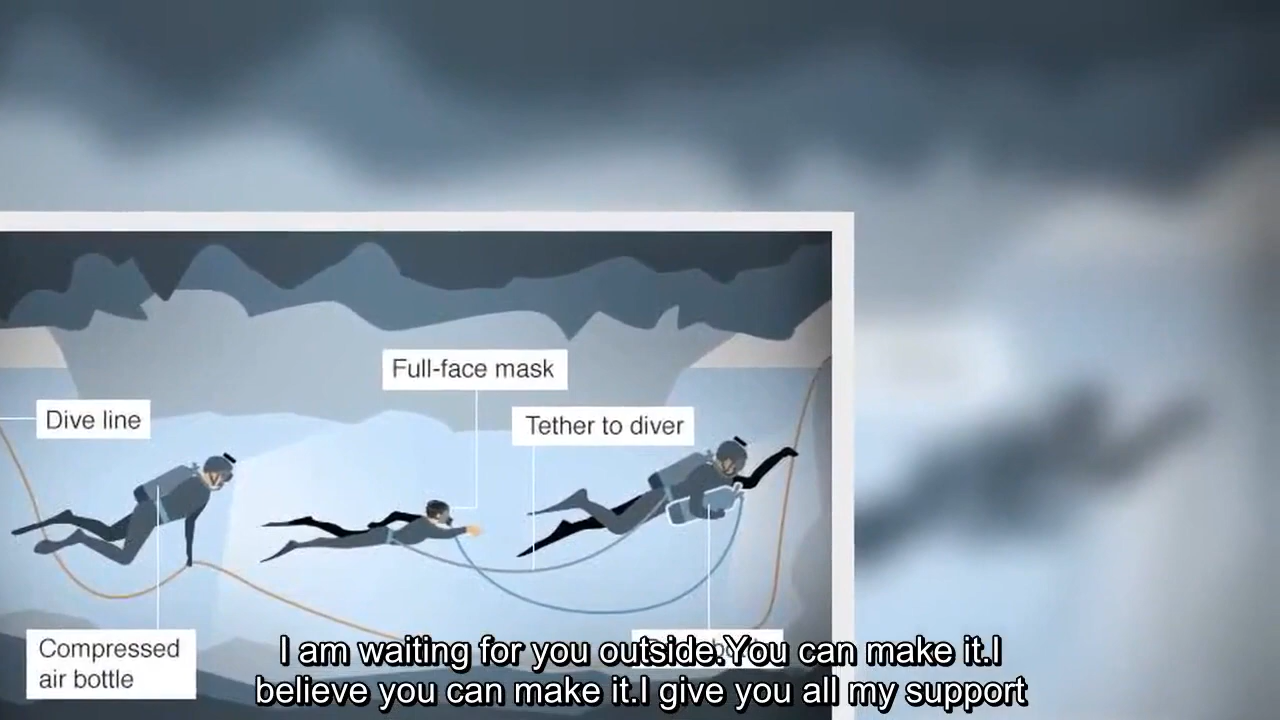 Full-face mask
Dive line
Tether to diver
Compressed
air bottle
I am waiting for you outside.You can make it.I
believe you can make it.I give you all my support